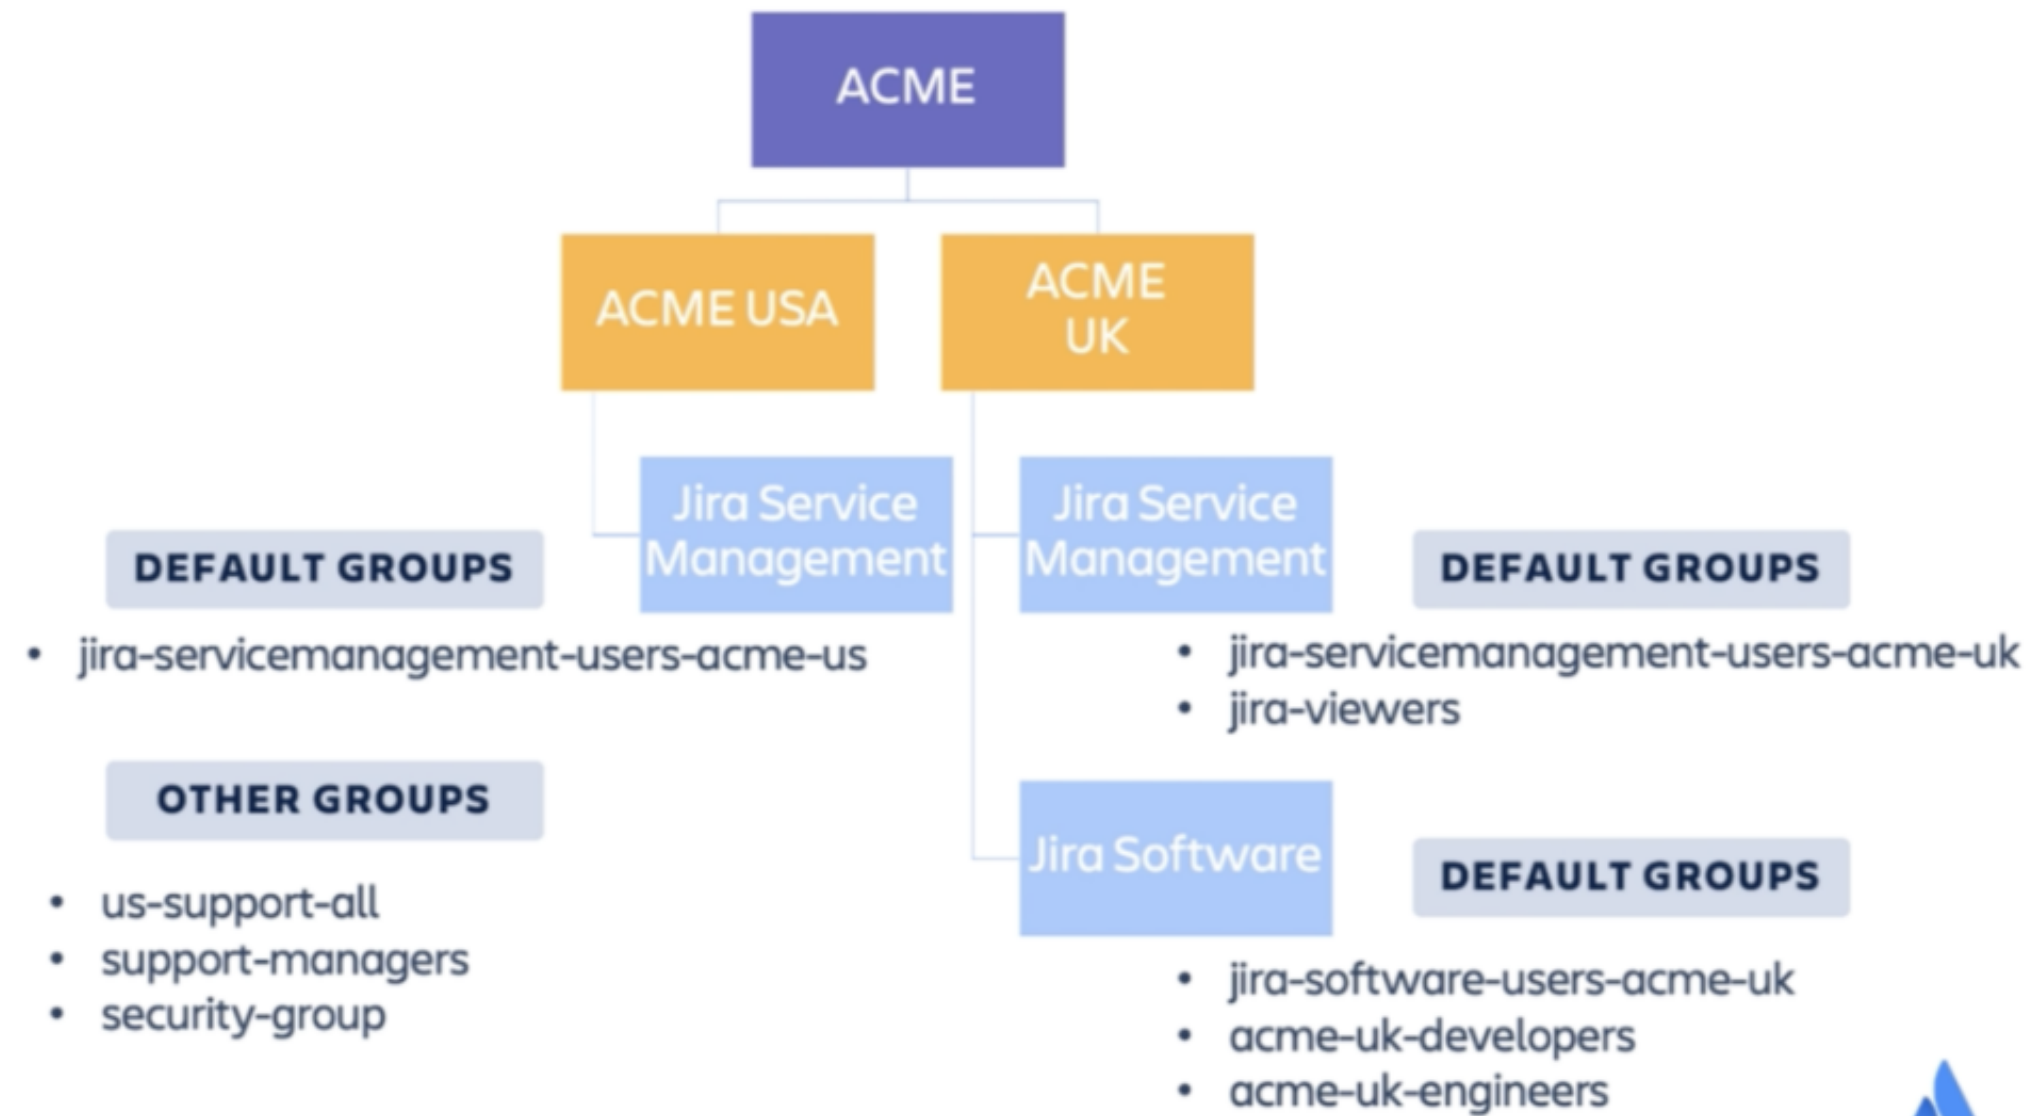 ACME
ACME USA
ACME
UK
Jira Service
Management
Jira Service
Management
DEFAULT GROUPS
• jira-servicemanagement-users-acme-us
OTHER GROUPS
• us-support-all
• support-managers
• security-group
DEFAULT GROUPS
• jira-servicemanagement-users-acme-uk
• jira-viewers
Jira Software
DEFAULT GROUPS
• jira-software-users-acme-uk
• acme-uk-developers
• acme-uk-engineers